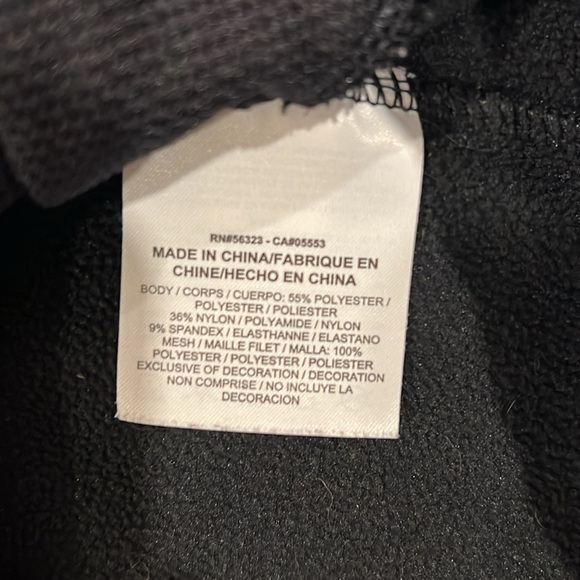 RN#56323 - CA#05553
MADE IN CHINA/FABRIQUE EN
CHINE/HECHO EN CHINA
BODY / CORPS / CUERPO: 55% POLYESTER /
POLYESTER / POLIESTER
36% NYLON / POLYAMIDE / NYLON
9% SPANDEX / ELASTHANNE / ELASTANO
MESH / MAILLE FILET / MALLA: 100%
POLYESTER / POLYESTER / POLIESTER
EXCLUSIVE OF DECORATION / DECORATION
NON COMPRISE / NO INCLUYE LA
DECORACION